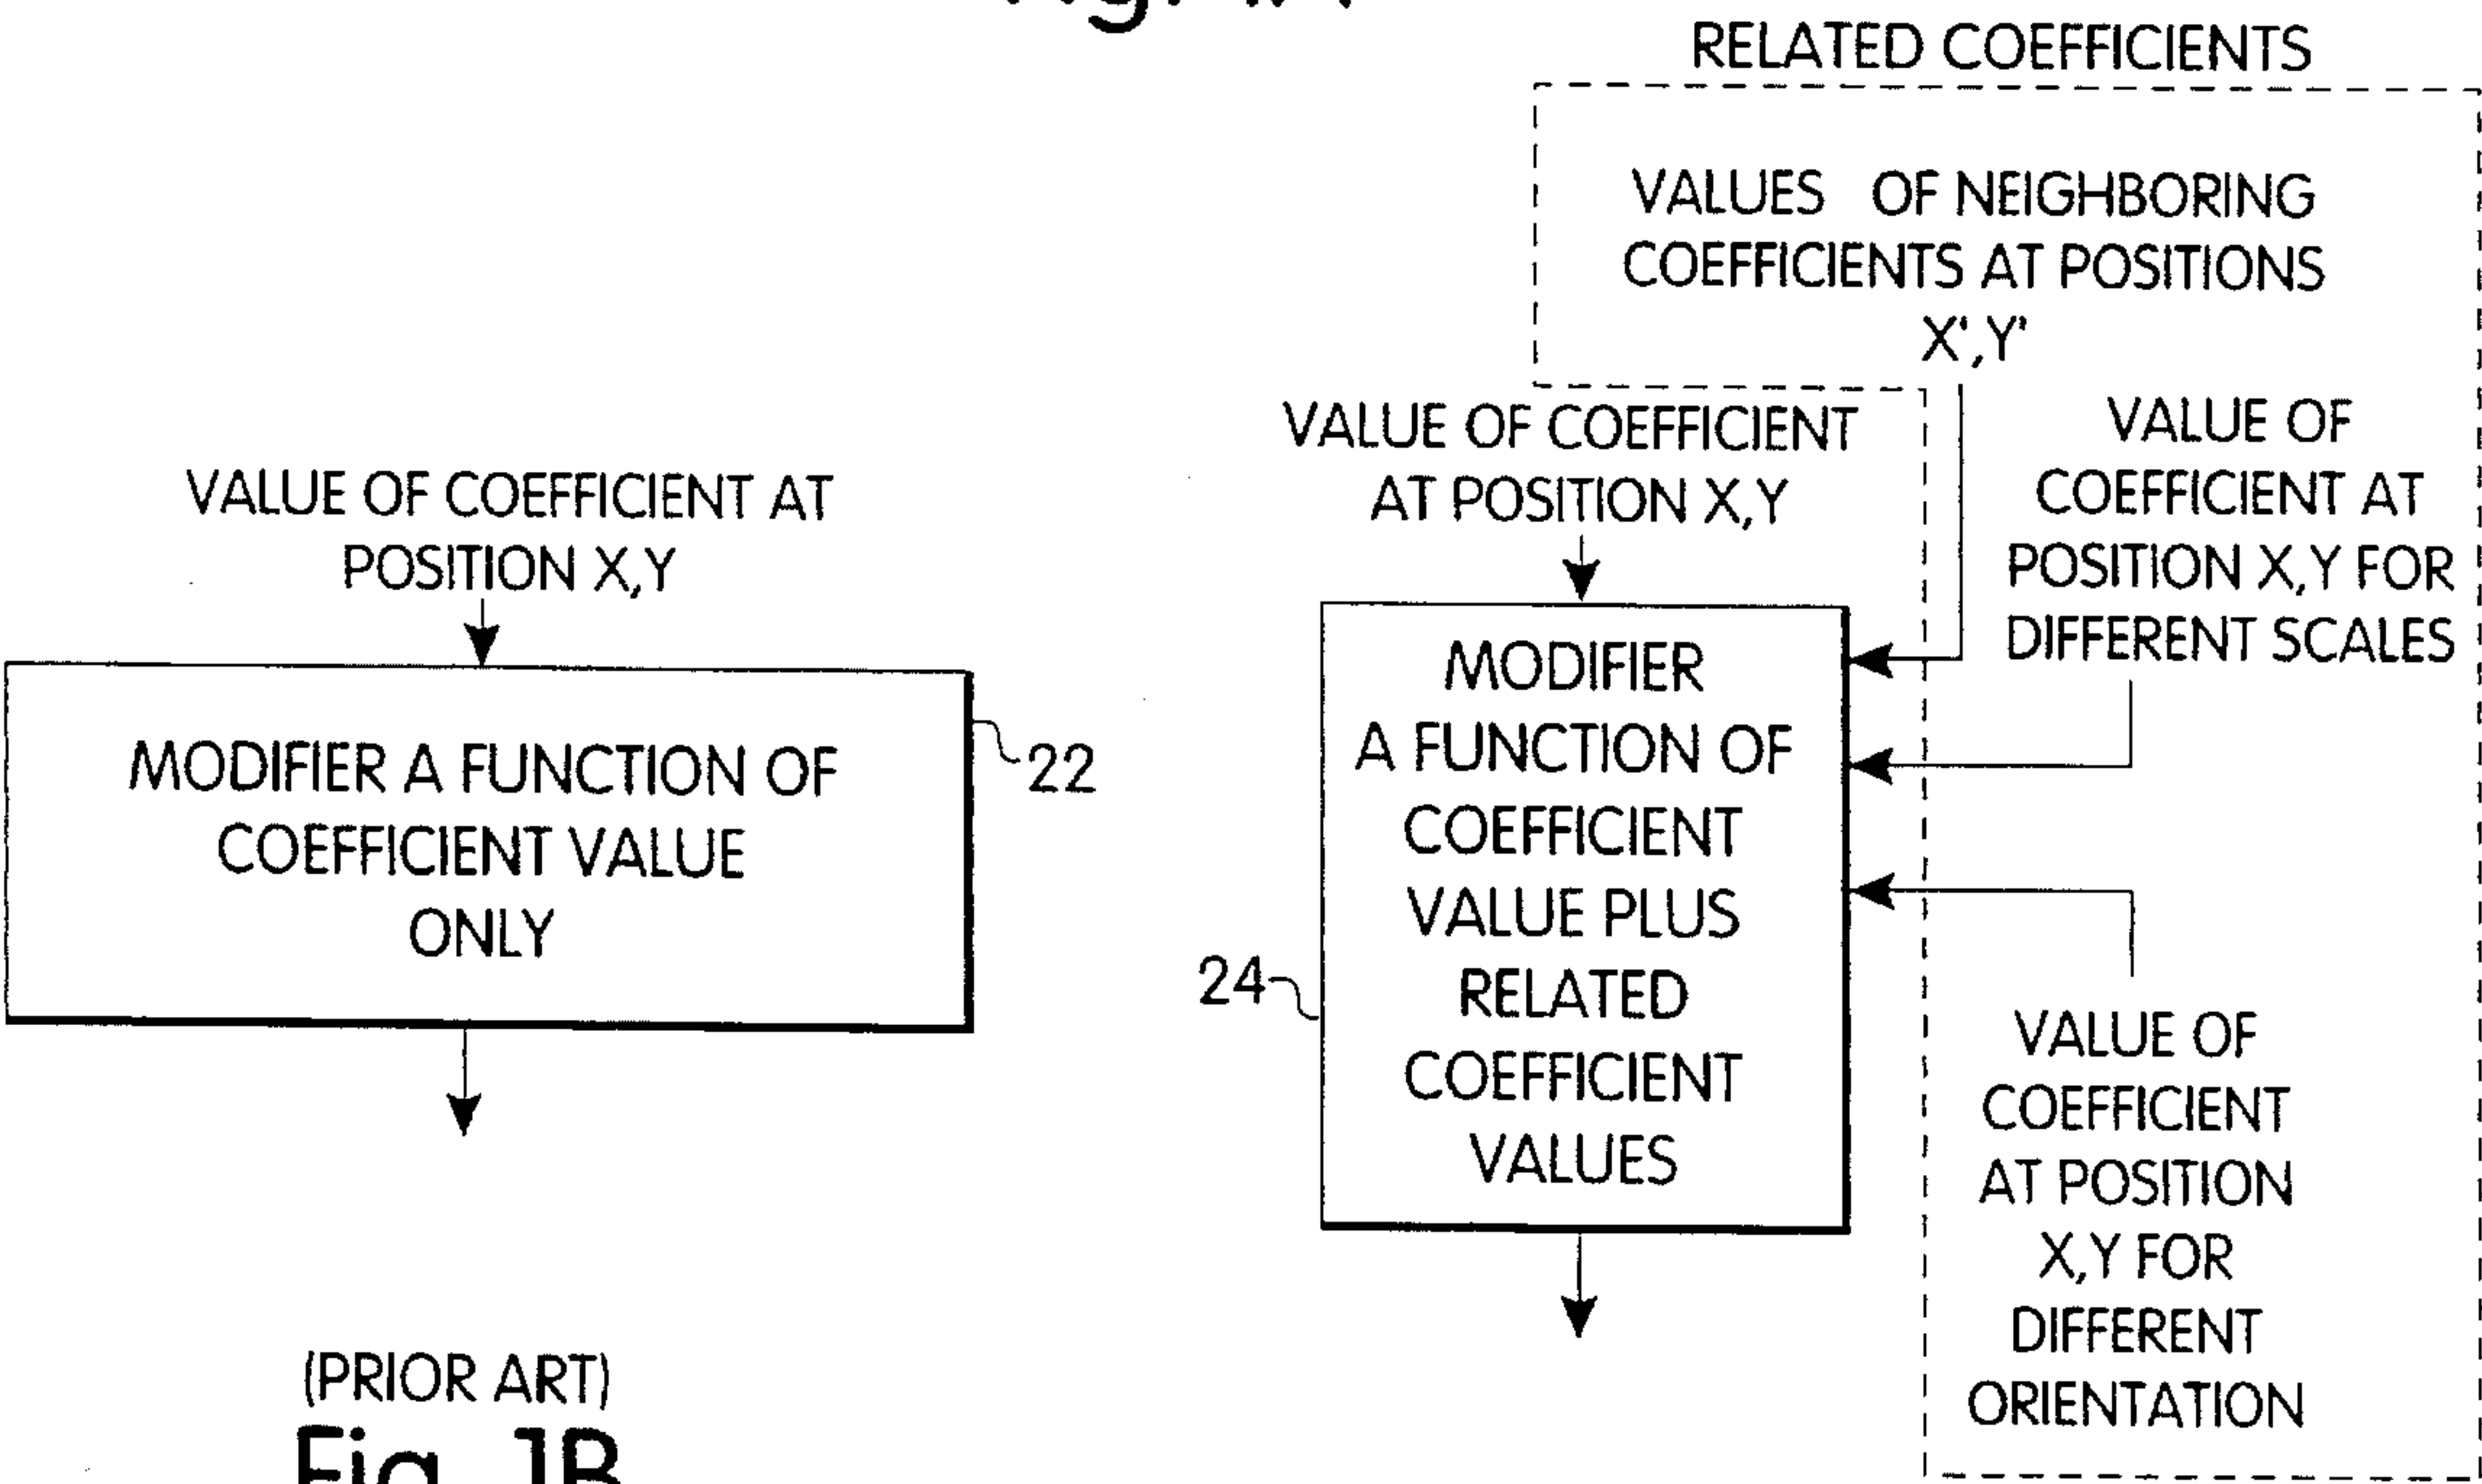 RELATED COEFFICIENTS
VALUES OF NEIGHBORING
COEFFICIENTS AT POSITIONS
X',Y'
VALUE OF COEFFICIENT
AT POSITION X,Y
VALUE OF
COEFFICIENT AT
POSITION X,Y FOR
DIFFERENT SCALES
VALUE OF COEFFICIENT AT
POSITION X,Y
MODIFIER A FUNCTION OF
COEFFICIENT VALUE
ONLY
22
MODIFIER
A FUNCTION OF
COEFFICIENT
VALUE PLUS
RELATED
COEFFICIENT
VALUES
24
VALUE OF
COEFFICIENT
AT POSITION
X,Y FOR
DIFFERENT
ORIENTATION
(PRIOR ART)
Fig. 1B